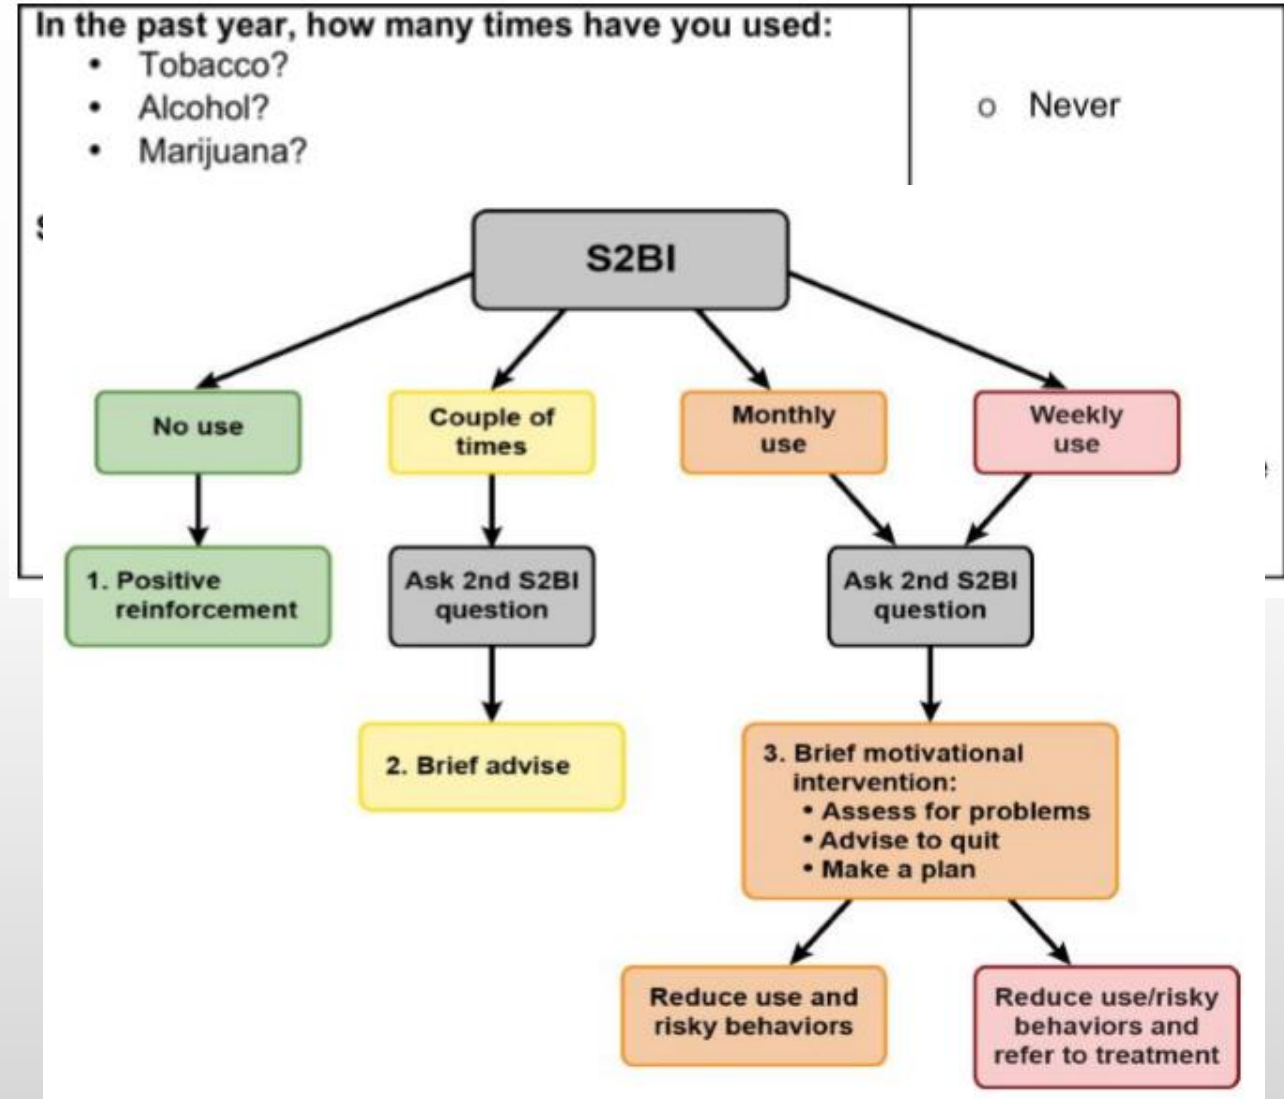 In the past year, how many times have you used:
• Tobacco?
• Alcohol?
• Marijuana?
o Never
S2BI
No use
Couple of
times
Monthly
use
Weekly
use
1. Positive
reinforcement
Ask 2nd S2BI
question
Ask 2nd S2BI
question
2. Brief advise
3. Brief motivational
intervention:
• Assess for problems
• Advise to quit
• Make a plan
Reduce use and
risky behaviors
Reduce use/risky
behaviors and
refer to treatment